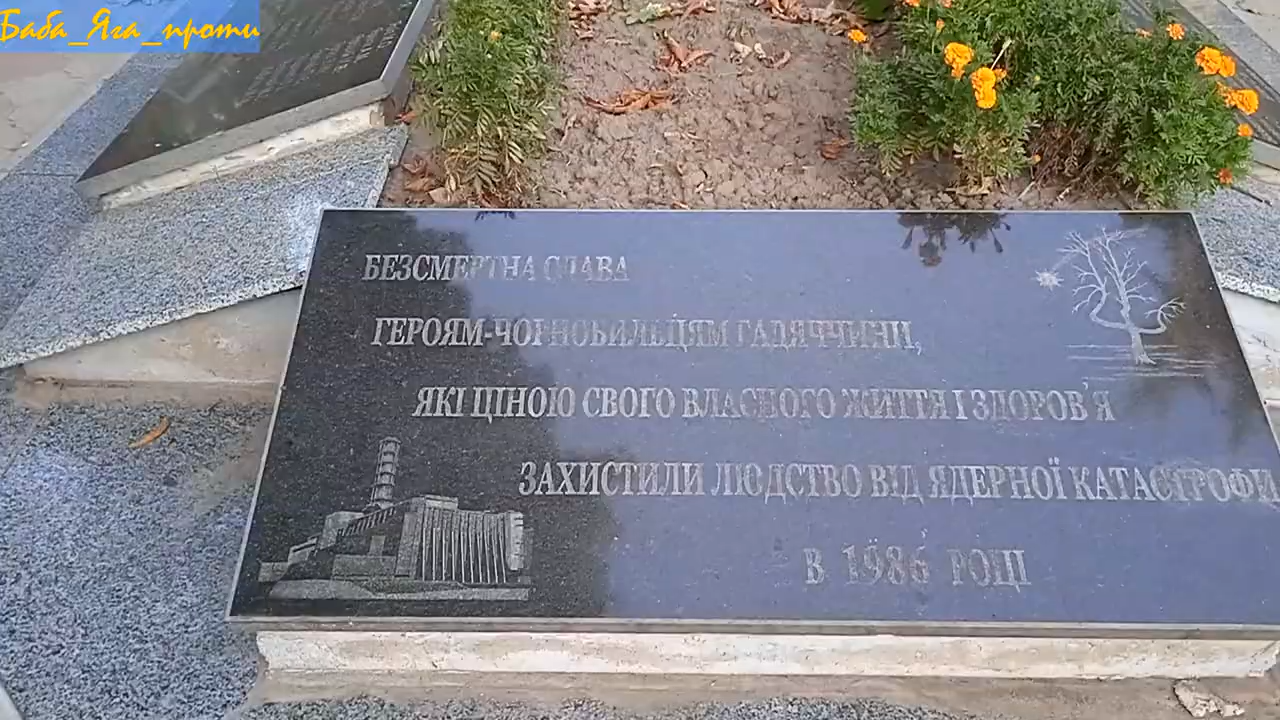 Баба_Яга_проти
БЕЗСМЕРТНА СЛАВА
ГЕРОЯМ-ЧОРНОБИЛЬЦЯМ ГАДЯЧЧИНИ,
ЯКІ ЦІНОЮ СВОГО ВЛАСНОГО ЖИТТЯ І ЗДОРОВ'Я
ЗАХИСТИЛИ ЛЮДСТВО ВІД ЯДЕРНОЇ КАТАСТРОФИ
В 1986 РОЦІ